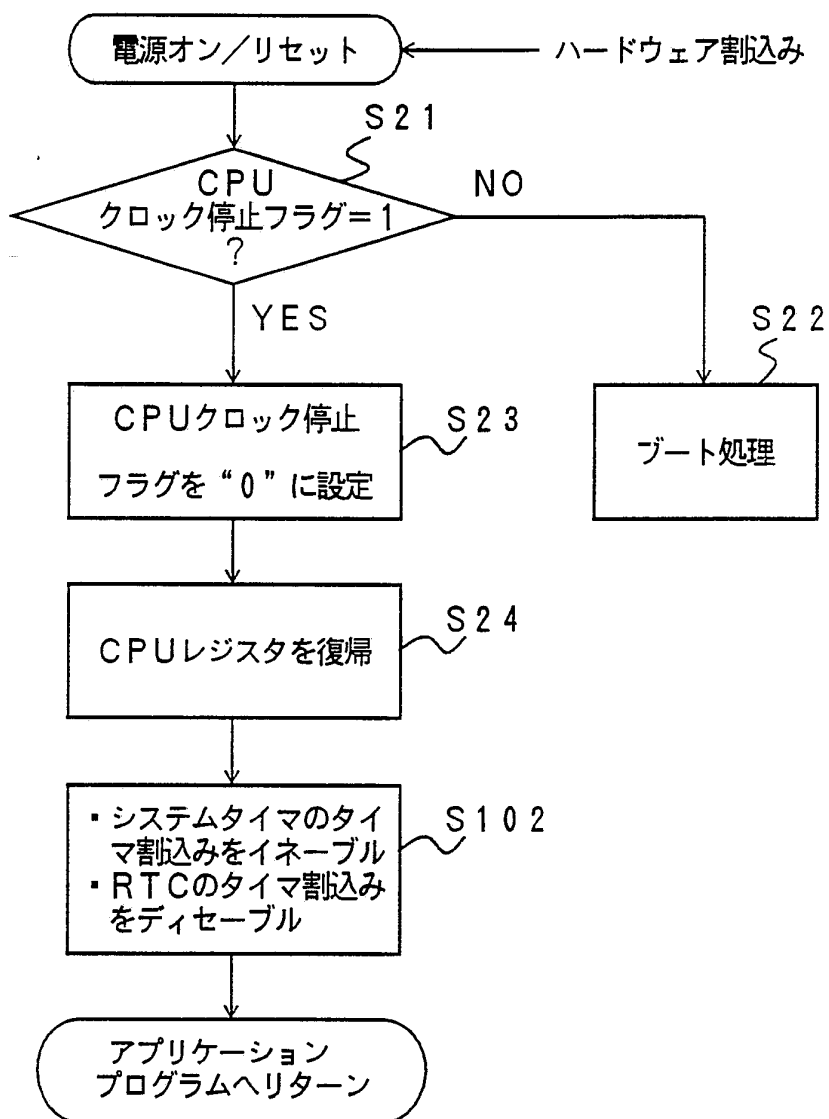 電源オン/リセット
ハードウェア割込み
S21
CPU
クロック停止フラグ=1
?
NO
YES
S22
ブート処理
CPUクロック停止
フラグを“0”に設定
S23
CPUレジスタを復帰
S24
▪システムタイマのタイ
マ割込みをイネーブル
▪RTCのタイマ割込み
をディセーブル
S102
アプリケーション
プログラムへリターン